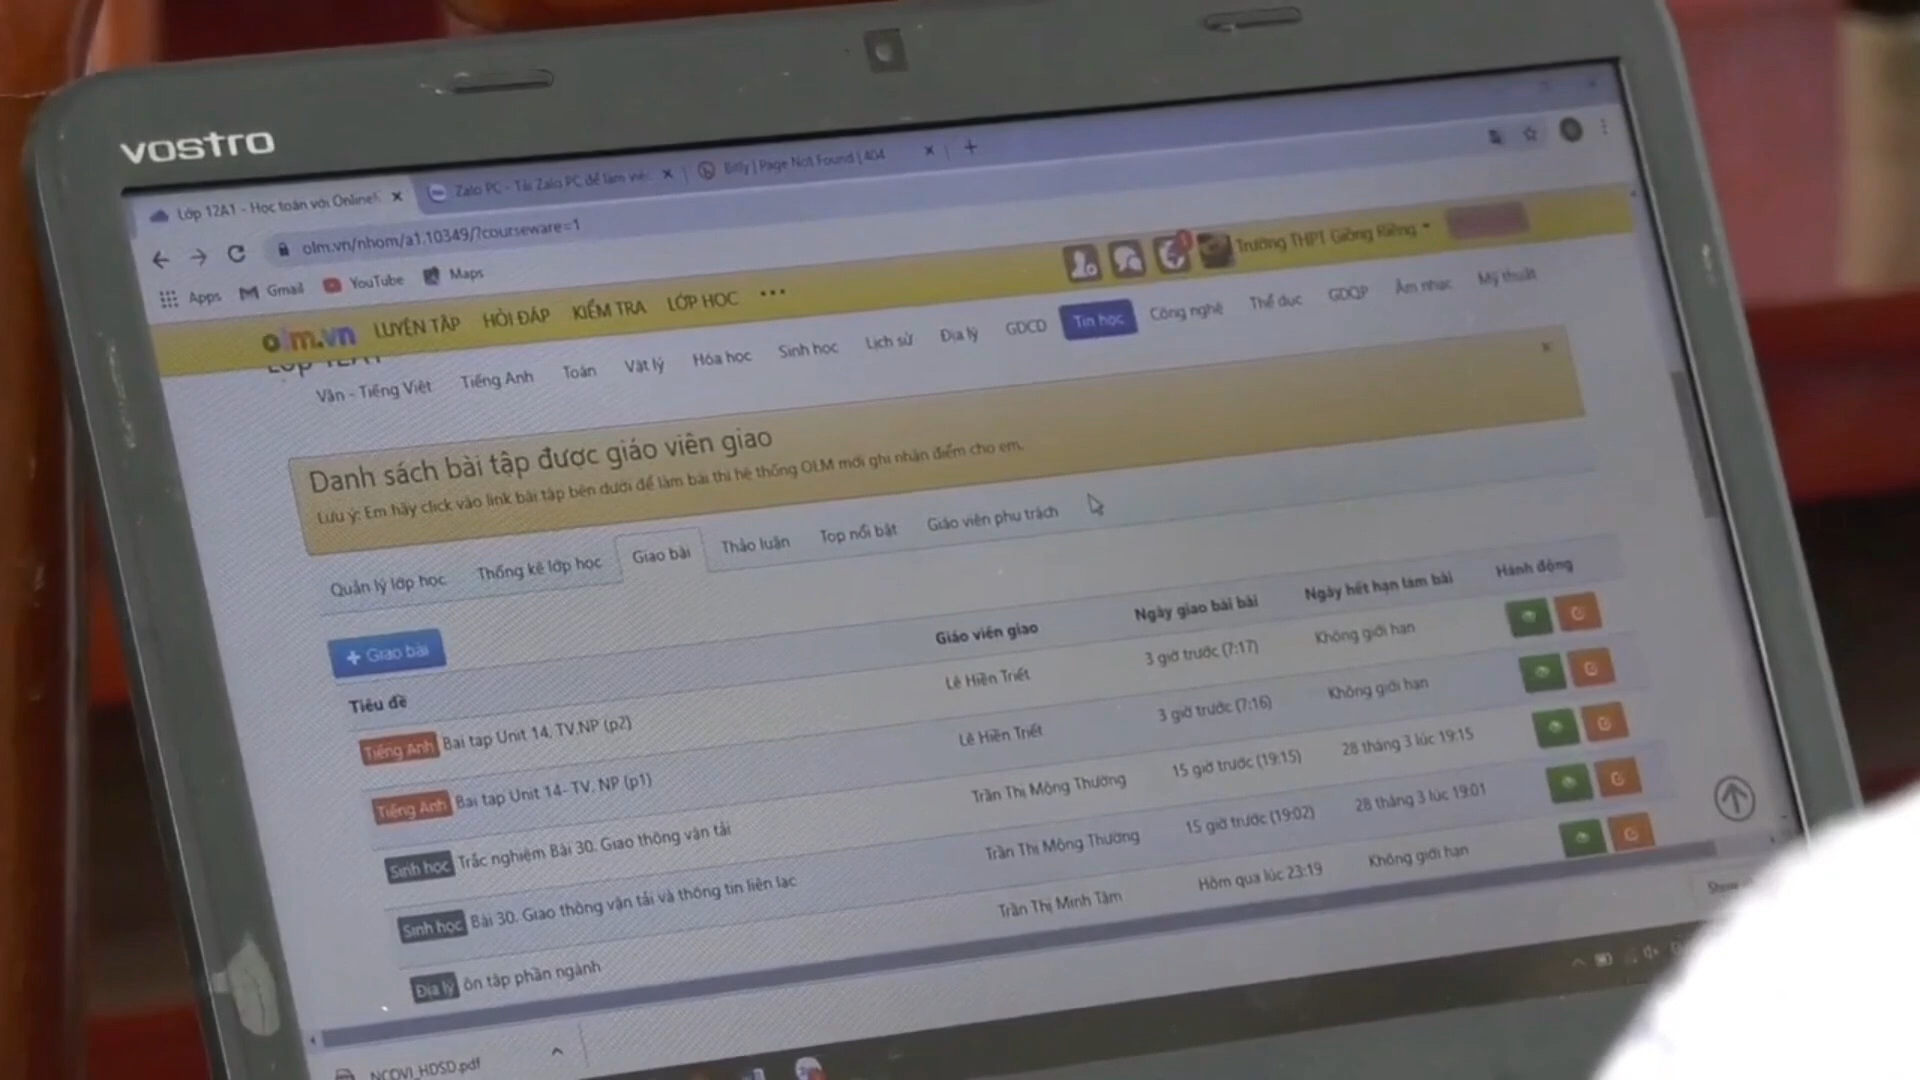 vostro
Lớp 12A1 - Học toán với Online
Zalo PC - Tải Zalo PC để làm việc
Billy | Page Not Found | 404
olm.vn/nhom/a1.10349/?courseware=1
Apps Gmail YouTube Maps
olm.vn LUYỆN TẬP HỎI ĐÁP KIỂM TRA LỚP HỌC ••• Trường THPT Giồng Riềng
Lớp 12A1
Văn - Tiếng Việt Tiếng Anh Toán Vật lý Hóa học Sinh học Lịch sử Địa lý GDCD Tin học Công nghệ Thể dục GDQP Âm nhạc Mỹ thuật
Danh sách bài tập được giáo viên giao
Lưu ý: Em hãy click vào link bài tập bên dưới để làm bài thì hệ thống OLM mới ghi nhận điểm cho em.
Quản lý lớp học Thống kê lớp học Giao bài Thảo luận Top nổi bật Giáo viên phụ trách
+ Giao bài
Tiêu đề Giáo viên giao Ngày giao bài bài Ngày hết hạn làm bài Hành động
Tiếng Anh Bai tap Unit 14, TV,NP (p2) Lê Hiền Triết 3 giờ trước (7:17) Không giới hạn
Tiếng Anh Bai tap Unit 14- TV, NP (p1) Lê Hiền Triết 3 giờ trước (7:16) Không giới hạn
Sinh học Trắc nghiệm Bài 30. Giao thông vận tải Trần Thị Mộng Thường 15 giờ trước (19:15) 28 tháng 3 lúc 19:15
Sinh học Bài 30. Giao thông vận tải và thông tin liên lạc Trần Thị Mộng Thường 15 giờ trước (19:02) 28 tháng 3 lúc 19:01
Địa lý ôn tập phần ngành Trần Thị Minh Tâm Hôm qua lúc 23:19 Không giới hạn
NCOVI_HDSD.pdf
Show